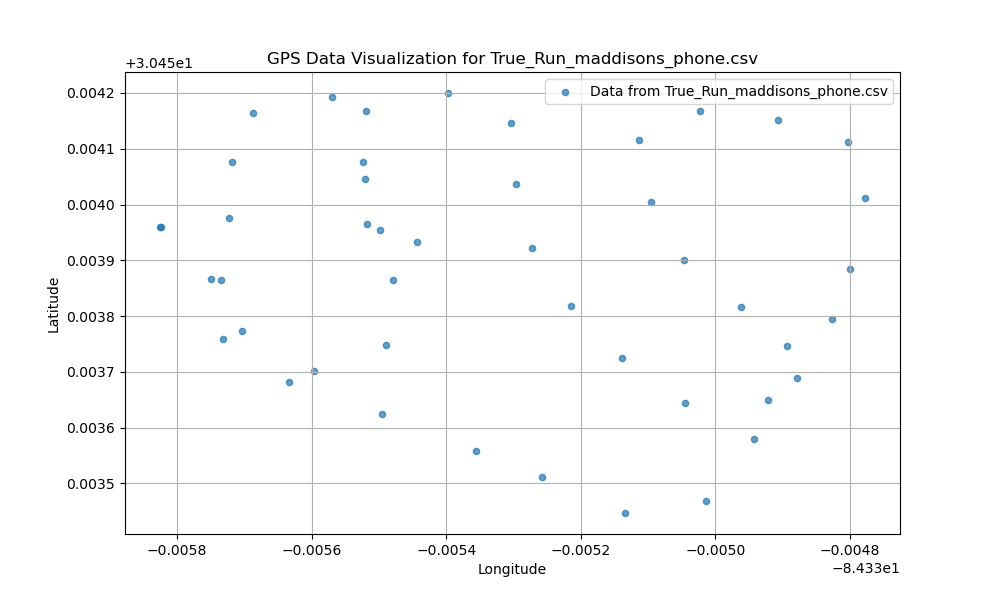 GPS Data Visualization for True_Run_maddisons_phone.csv
+3.045e1
Data from True_Run_maddisons_phone.csv
0.0042
0.0041
0.0040
0.0039
0.0038
0.0037
0.0036
0.0035
Latitude
−0.0058 −0.0056 −0.0054 −0.0052 −0.0050 −0.0048
Longitude
−8.433e1